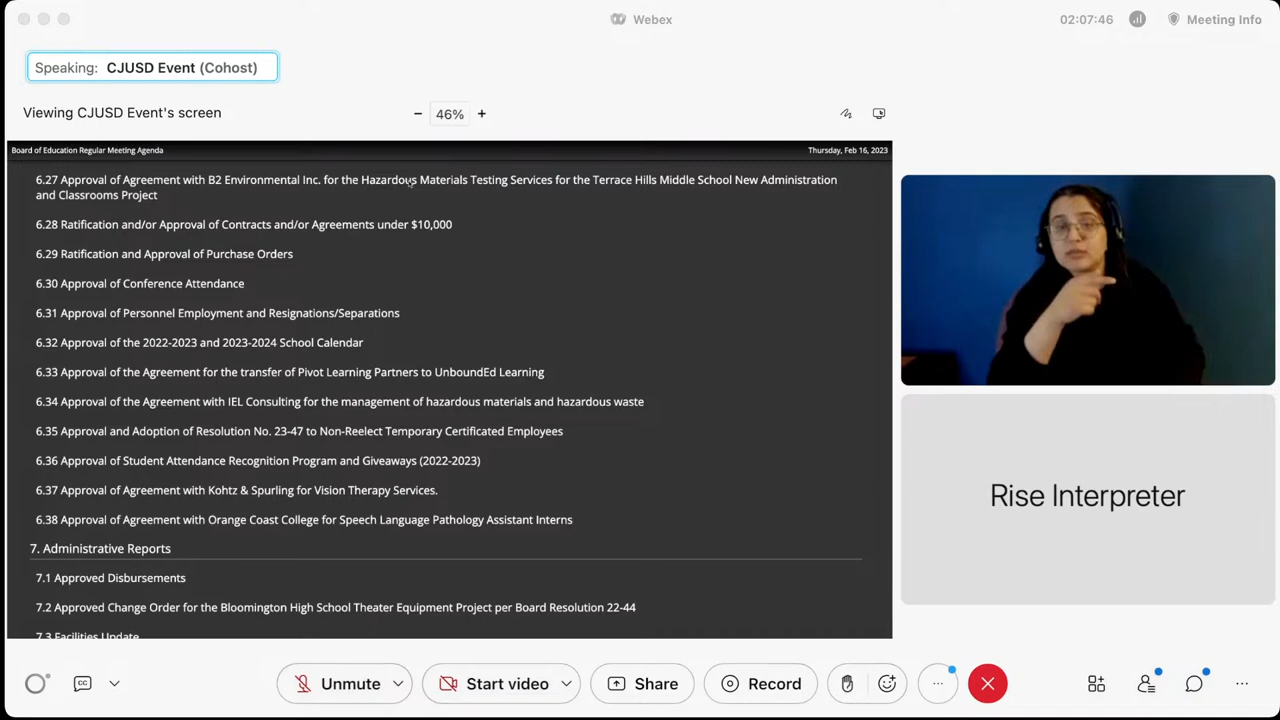 Webex
02:07:46
Meeting Info
Speaking: CJUSD Event (Cohost)
Viewing CJUSD Event's screen
− 46% +
Board of Education Regular Meeting Agenda
Thursday, Feb 16, 2023
6.27 Approval of Agreement with B2 Environmental Inc. for the Hazardous Materials Testing Services for the Terrace Hills Middle School New Administration
and Classrooms Project
6.28 Ratification and/or Approval of Contracts and/or Agreements under $10,000
6.29 Ratification and Approval of Purchase Orders
6.30 Approval of Conference Attendance
6.31 Approval of Personnel Employment and Resignations/Separations
6.32 Approval of the 2022-2023 and 2023-2024 School Calendar
6.33 Approval of the Agreement for the transfer of Pivot Learning Partners to UnboundEd Learning
6.34 Approval of the Agreement with IEL Consulting for the management of hazardous materials and hazardous waste
6.35 Approval and Adoption of Resolution No. 23-47 to Non-Reelect Temporary Certificated Employees
6.36 Approval of Student Attendance Recognition Program and Giveaways (2022-2023)
6.37 Approval of Agreement with Kohtz & Spurling for Vision Therapy Services.
6.38 Approval of Agreement with Orange Coast College for Speech Language Pathology Assistant Interns
7. Administrative Reports
7.1 Approved Disbursements
7.2 Approved Change Order for the Bloomington High School Theater Equipment Project per Board Resolution 22-44
7.3 Facilities Update
Rise Interpreter
CC
Unmute
Start video
Share
Record